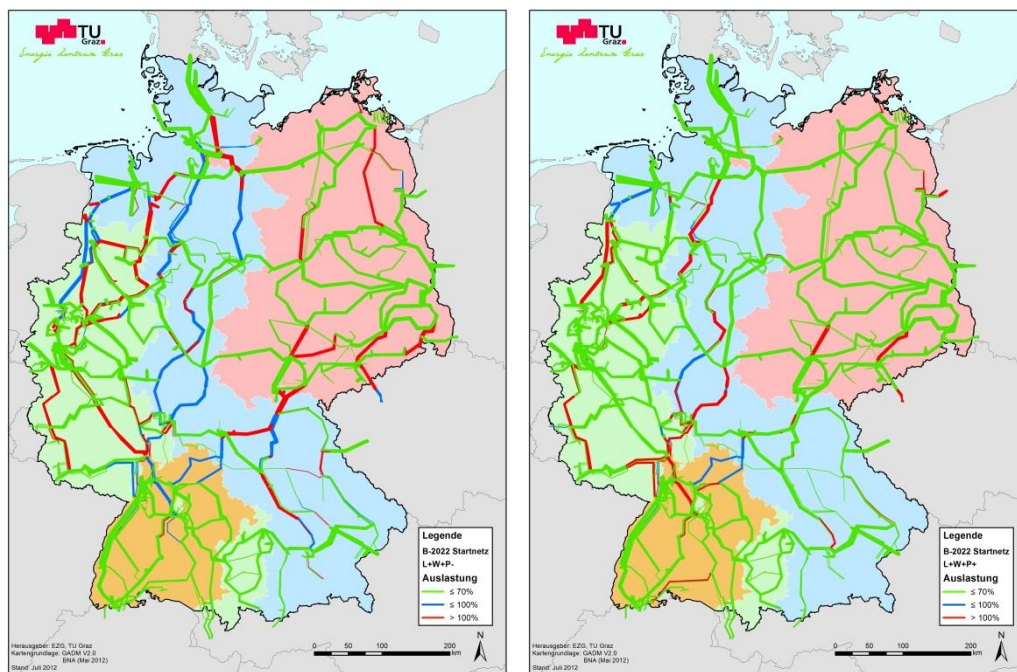 TU
Graz
Energie Zentrum Graz
Legende
B-2022 Startnetz
L+W+P-
Auslastung
≤ 70%
≤ 100%
> 100%
Herausgeber: EZG, TU Graz
Kartengrundlage: GADM V2.0
BNA (Mai 2012)
Stand: Juli 2012
0 50 100 200
km
N
TU
Graz
Energie Zentrum Graz
Legende
B-2022 Startnetz
L+W+P+
Auslastung
≤ 70%
≤ 100%
> 100%
Herausgeber: EZG, TU Graz
Kartengrundlage: GADM V2.0
BNA (Mai 2012)
Stand: Juli 2012
0 50 100 200
km
N